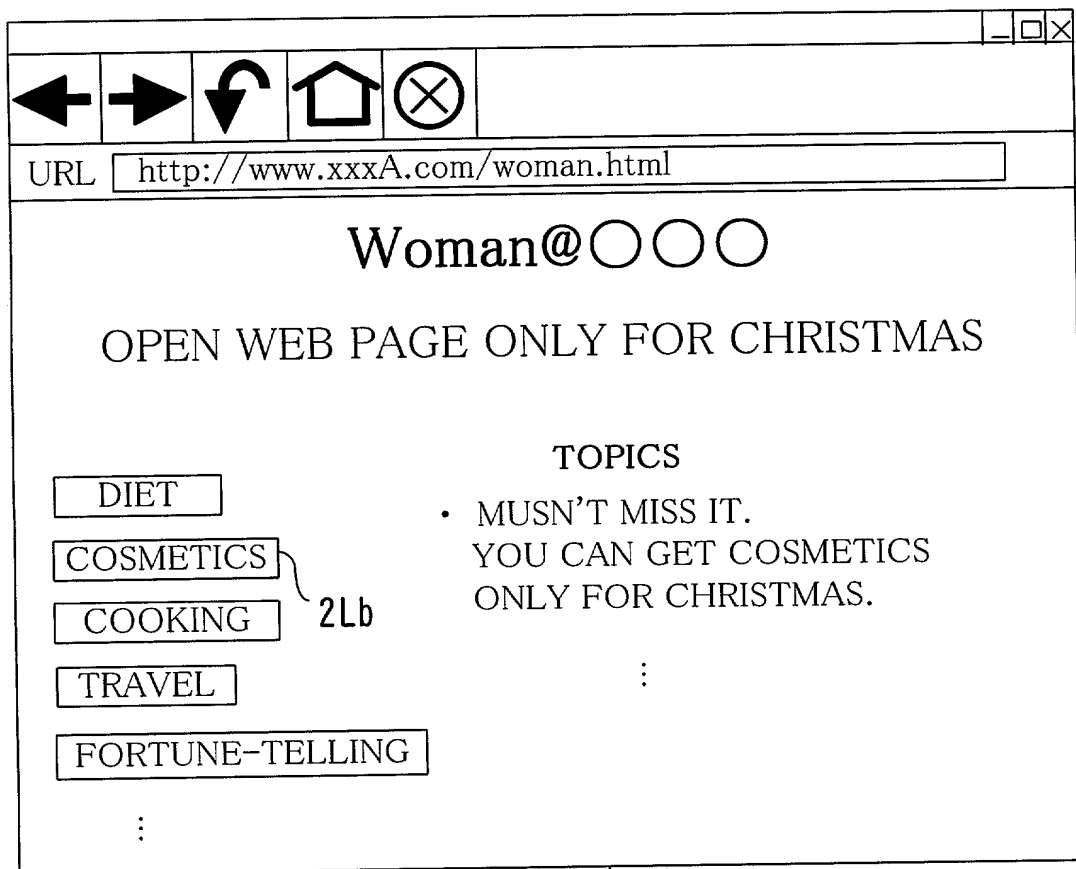 URL http://www.xxxA.com/woman.html
Woman@○○○
OPEN WEB PAGE ONLY FOR CHRISTMAS
DIET
COSMETICS
2Lb
COOKING
TRAVEL
FORTUNE-TELLING
⋮
TOPICS
· MUSN'T MISS IT.
YOU CAN GET COSMETICS
ONLY FOR CHRISTMAS.
⋮